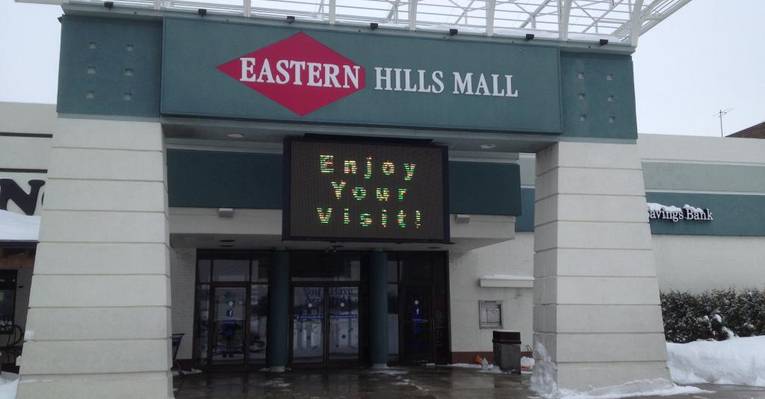 EASTERN HILLS MALL
Enjoy
Your
Visit!
Savings Bank